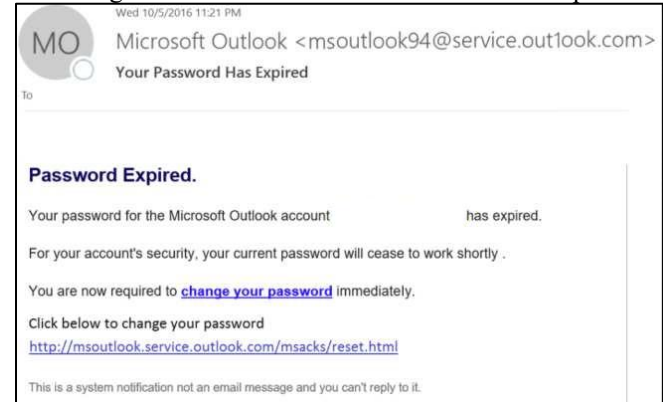 Wed 10/5/2016 11:21 PM
MO
Microsoft Outlook <msoutlook94@service.out1ook.com>
Your Password Has Expired
To
Password Expired.
Your password for the Microsoft Outlook account has expired.
For your account's security, your current password will cease to work shortly .
You are now required to change your password immediately.
Click below to change your password
http://msoutlook.service.outlook.com/msacks/reset.html
This is a system notification not an email message and you can't reply to it.